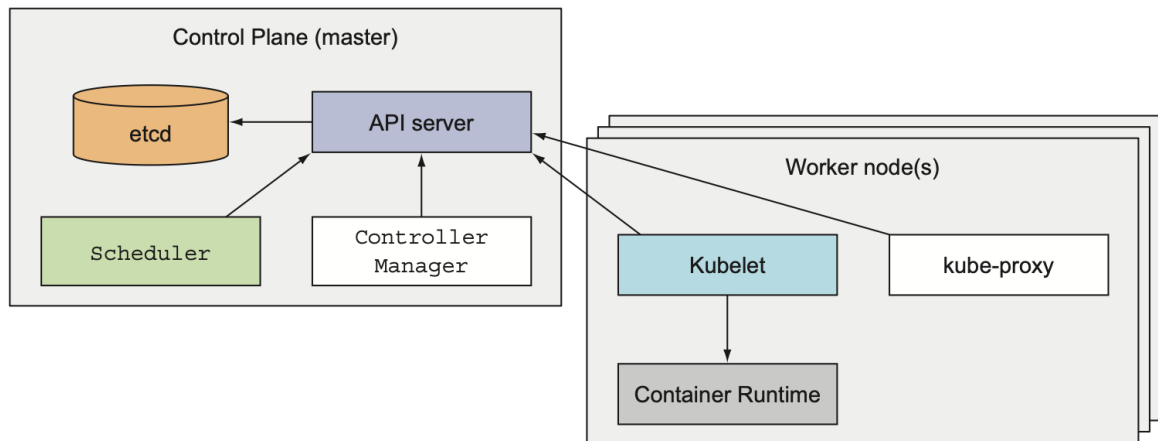 Control Plane (master)
etcd
API server
Scheduler
Controller
Manager
Worker node(s)
Kubelet
kube-proxy
Container Runtime